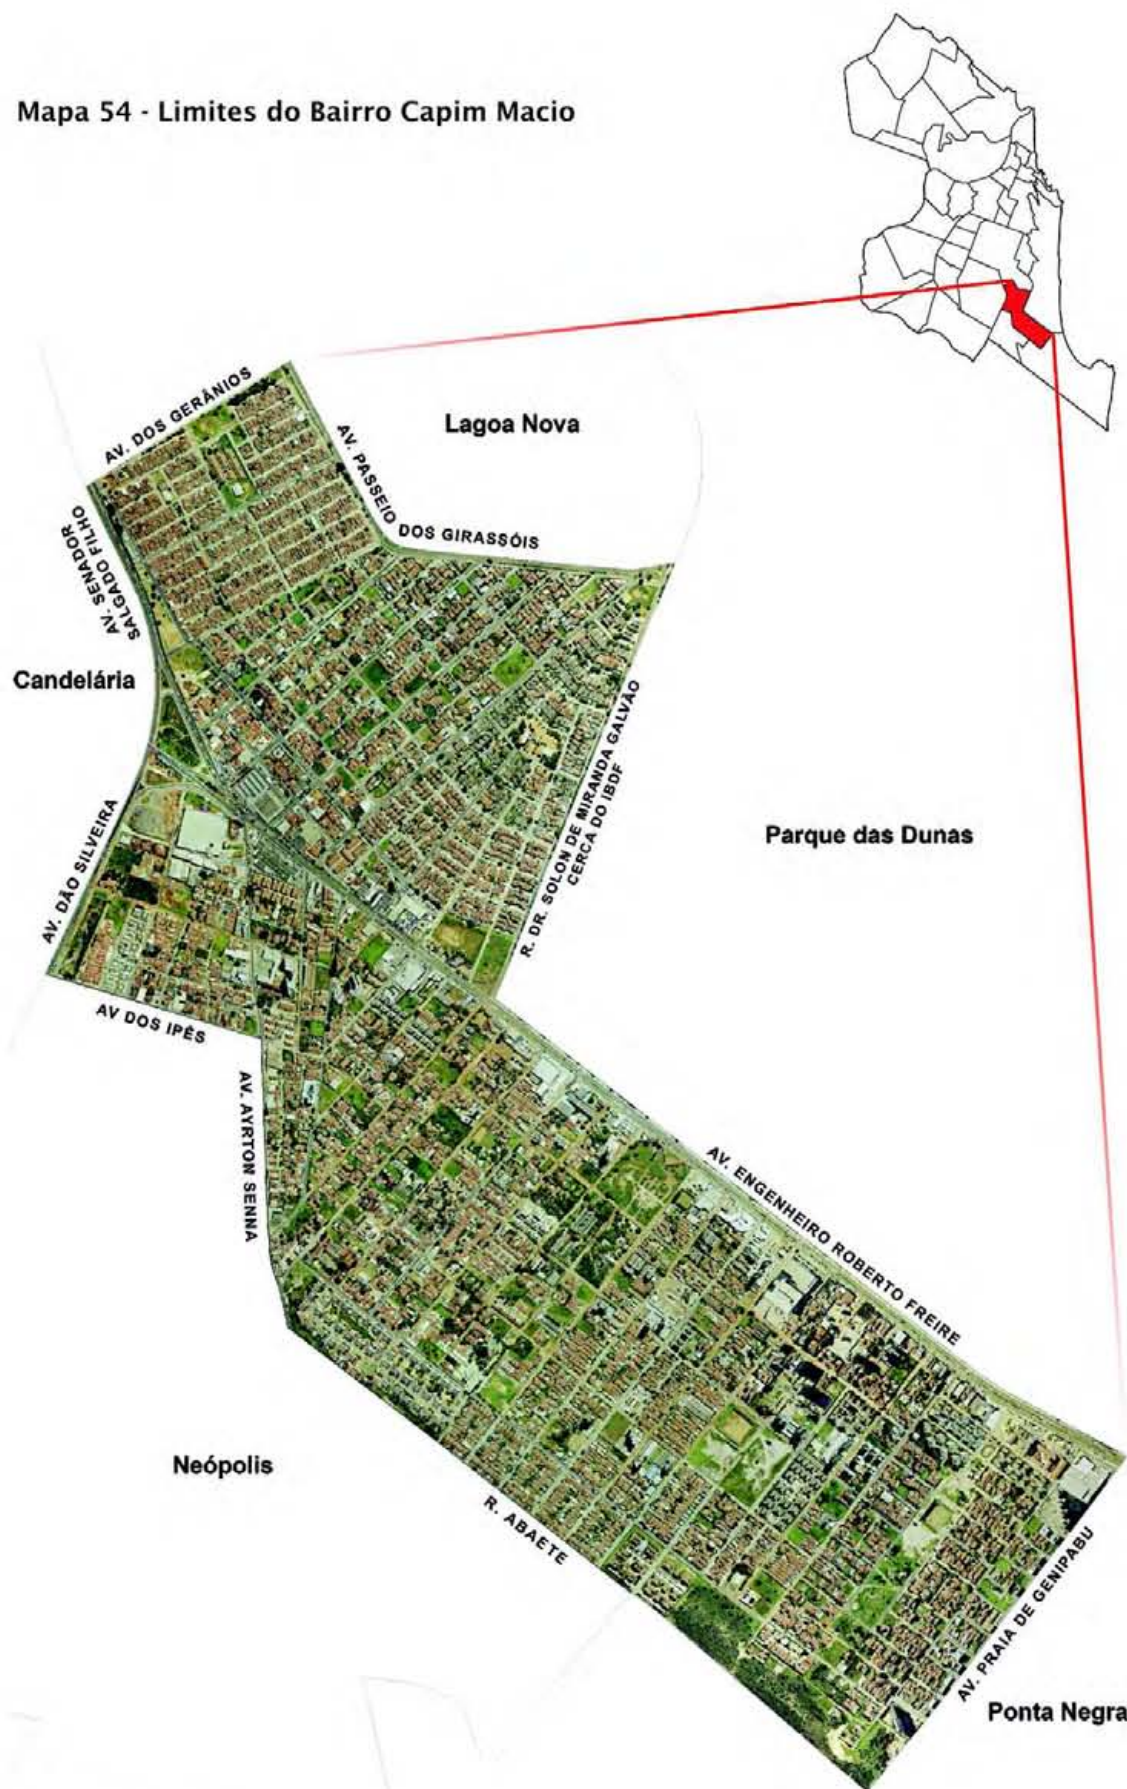 Mapa 54 - Limites do Bairro Capim Macio
AV. DOS GERÂNIOS
Lagoa Nova
AV. PASSEIO
DOS GIRASSÓIS
AV. SENADOR
SALGADO FILHO
Candelária
R. DR. SOLON DE MIRANDA GALVÃO
CERCA DO IBDF
Parque das Dunas
AV. DÃO SILVEIRA
AV DOS IPÊS
AV. AYRTON SENNA
AV. ENGENHEIRO ROBERTO FREIRE
Neópolis
R. ABAETE
AV. PRAIA DE GENIPABU
Ponta Negra